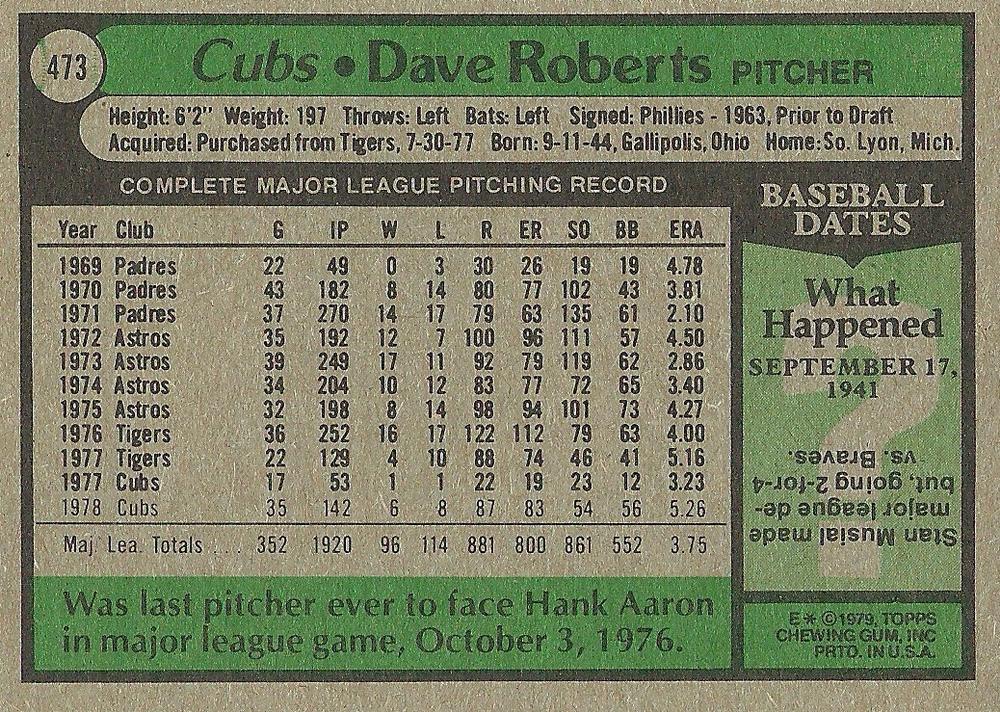 473
Cubs • Dave Roberts PITCHER
Height: 6'2" Weight: 197 Throws: Left Bats: Left Signed: Phillies - 1963, Prior to Draft
Acquired: Purchased from Tigers, 7-30-77 Born: 9-11-44, Gallipolis, Ohio Home: So. Lyon, Mich.
COMPLETE MAJOR LEAGUE PITCHING RECORD
Year Club G IP W L R ER SO BB ERA
1969 Padres 22 49 0 3 30 26 19 19 4.78
1970 Padres 43 182 8 14 80 77 102 43 3.81
1971 Padres 37 270 14 17 79 63 135 61 2.10
1972 Astros 35 192 12 7 100 96 111 57 4.50
1973 Astros 39 249 17 11 92 79 119 62 2.86
1974 Astros 34 204 10 12 83 77 72 65 3.40
1975 Astros 32 198 8 14 98 94 101 73 4.27
1976 Tigers 36 252 16 17 122 112 79 63 4.00
1977 Tigers 22 129 4 10 88 74 46 41 5.16
1977 Cubs 17 53 1 1 22 19 23 12 3.23
1978 Cubs 35 142 6 8 87 83 54 56 5.26
Maj. Lea. Totals ... 352 1920 96 114 881 800 861 552 3.75
Was last pitcher ever to face Hank Aaron
in major league game, October 3, 1976.
BASEBALL
DATES
What
Happened
SEPTEMBER 17,
1941
?
Stan Musial made
major league de-
but, going 2-for-4
vs. Braves.
E✶©1979, TOPPS
CHEWING GUM, INC
PRTD. IN U.S.A.